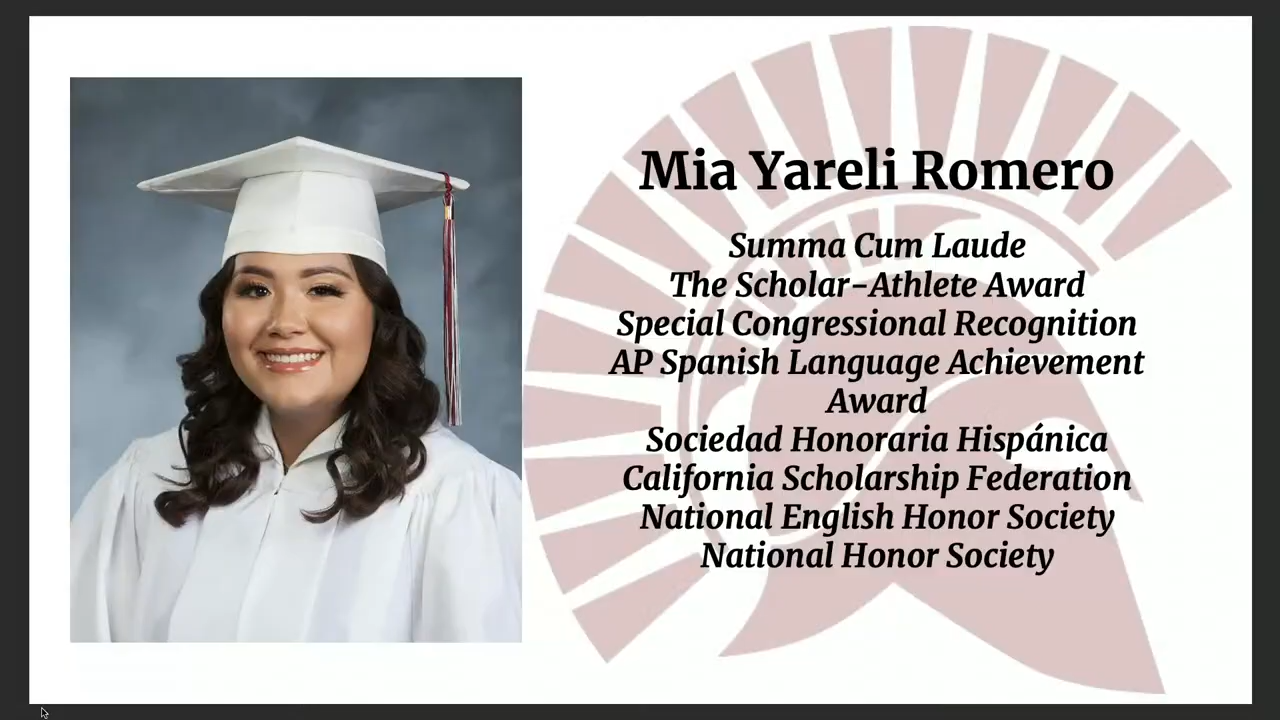 Mia Yareli Romero
Summa Cum Laude
The Scholar-Athlete Award
Special Congressional Recognition
AP Spanish Language Achievement
Award
Sociedad Honoraria Hispánica
California Scholarship Federation
National English Honor Society
National Honor Society